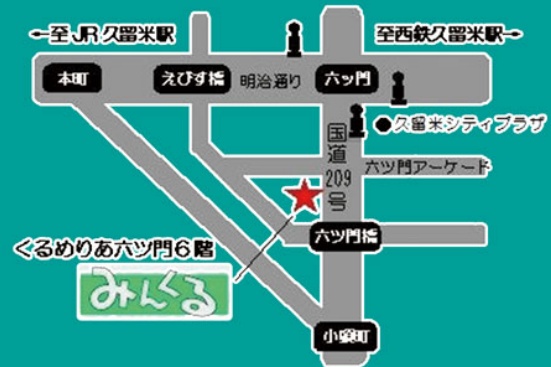 ←至JR久留米駅
至西鉄久留米駅→
本町
えびす橋
明治通り
六ッ門
●久留米シティプラザ
国道209号
六ツ門アーケード
六ツ門橋
くるめりあ六ツ門6階
みんくる
小頭町